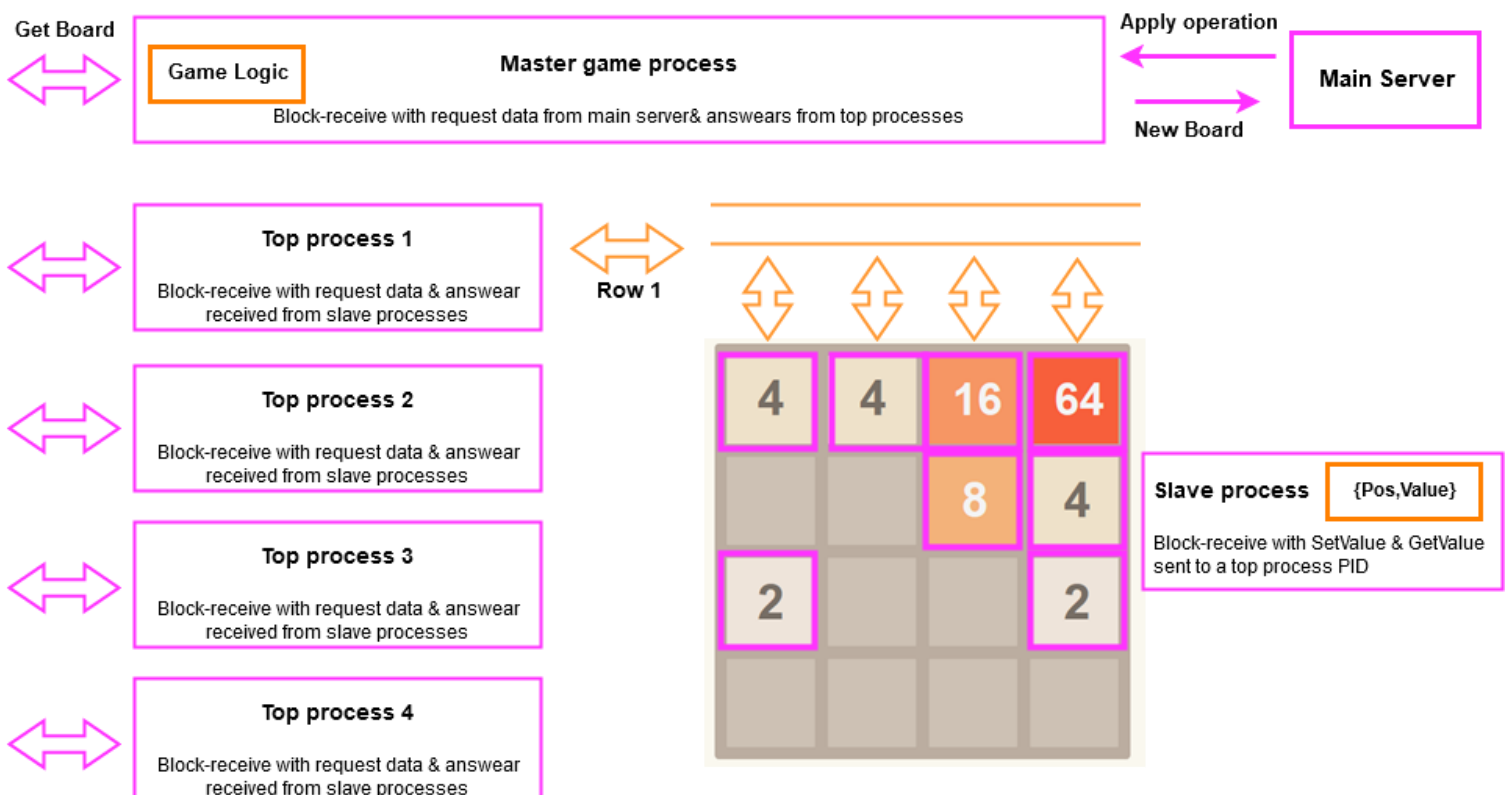 Get Board
Game Logic
Master game process
Block-receive with request data from main server& answears from top processes
Apply operation
New Board
Main Server
Top process 1
Block-receive with request data & answear
received from slave processes
Row 1
Top process 2
Block-receive with request data & answear
received from slave processes
Top process 3
Block-receive with request data & answear
received from slave processes
Top process 4
Block-receive with request data & answear
received from slave processes
4 4 16 64
8 4
2 2
Slave process {Pos,Value}
Block-receive with SetValue & GetValue
sent to a top process PID